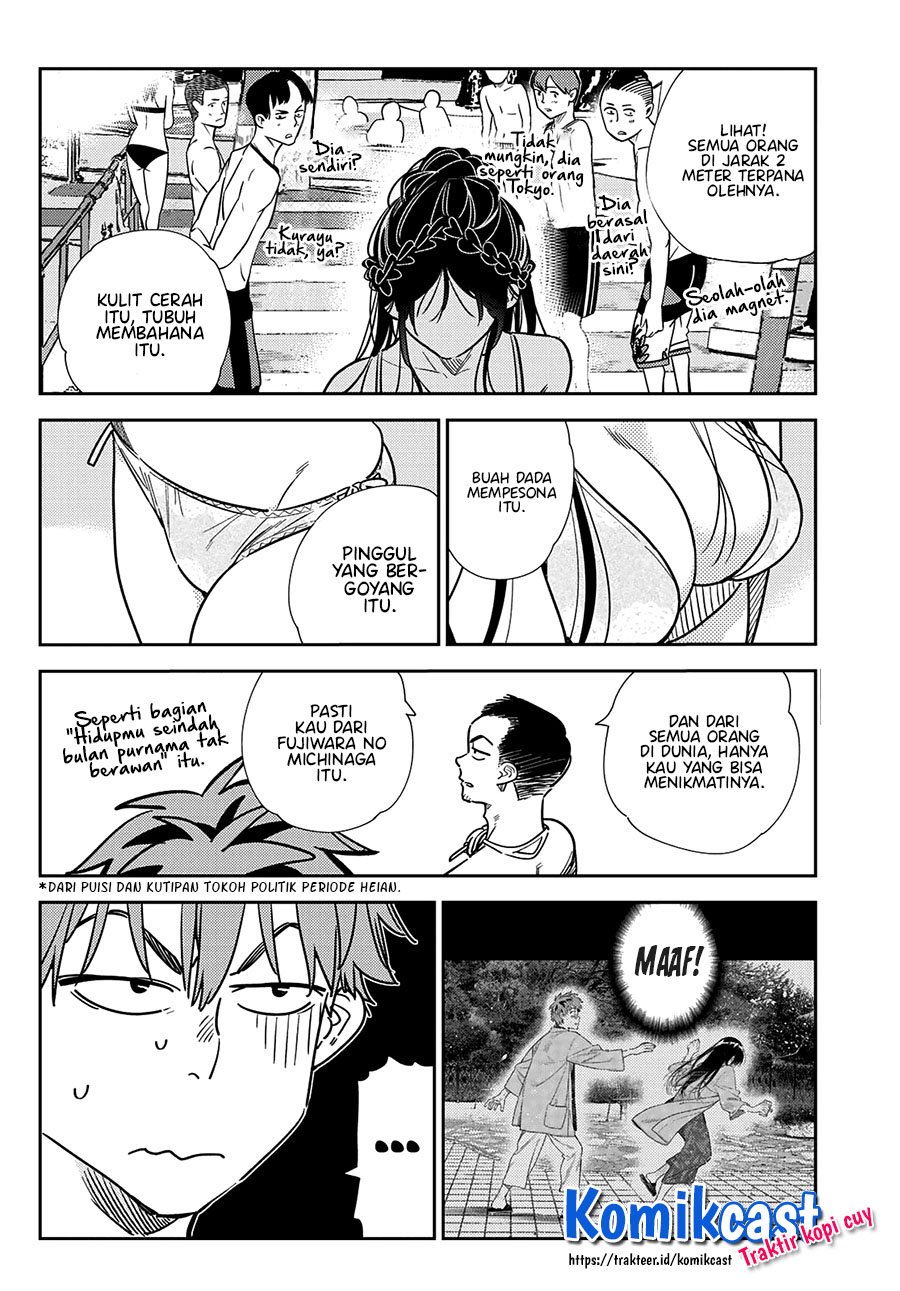 LIHAT!
SEMUA ORANG
DI JARAK 2
METER TERPANA
OLEHNYA.
Dia
sendiri?
Tidak
mungkin, dia
seperti orang
Tokyo.
Dia
berasal
dari
daerah
sini?
Seolah-olah
dia magnet.
Kurayu
tidak, ya?
KULIT CERAH
ITU, TUBUH
MEMBAHANA
ITU.
BUAH DADA
MEMPESONA
ITU.
PINGGUL
YANG BER-
GOYANG
ITU.
DAN DARI
SEMUA ORANG
DI DUNIA, HANYA
KAU YANG BISA
MENIKMATINYA.
PASTI
KAU DARI
FUJIWARA NO
MICHINAGA
ITU.
Seperti bagian
"Hidupmu seindah
bulan purnama tak
berawan" itu.
*DARI PUISI DAN KUTIPAN TOKOH POLITIK PERIODE HEIAN.
MAAF!
...
Komikcast
Traktir kopi cuy
https://trakteer.id/komikcast